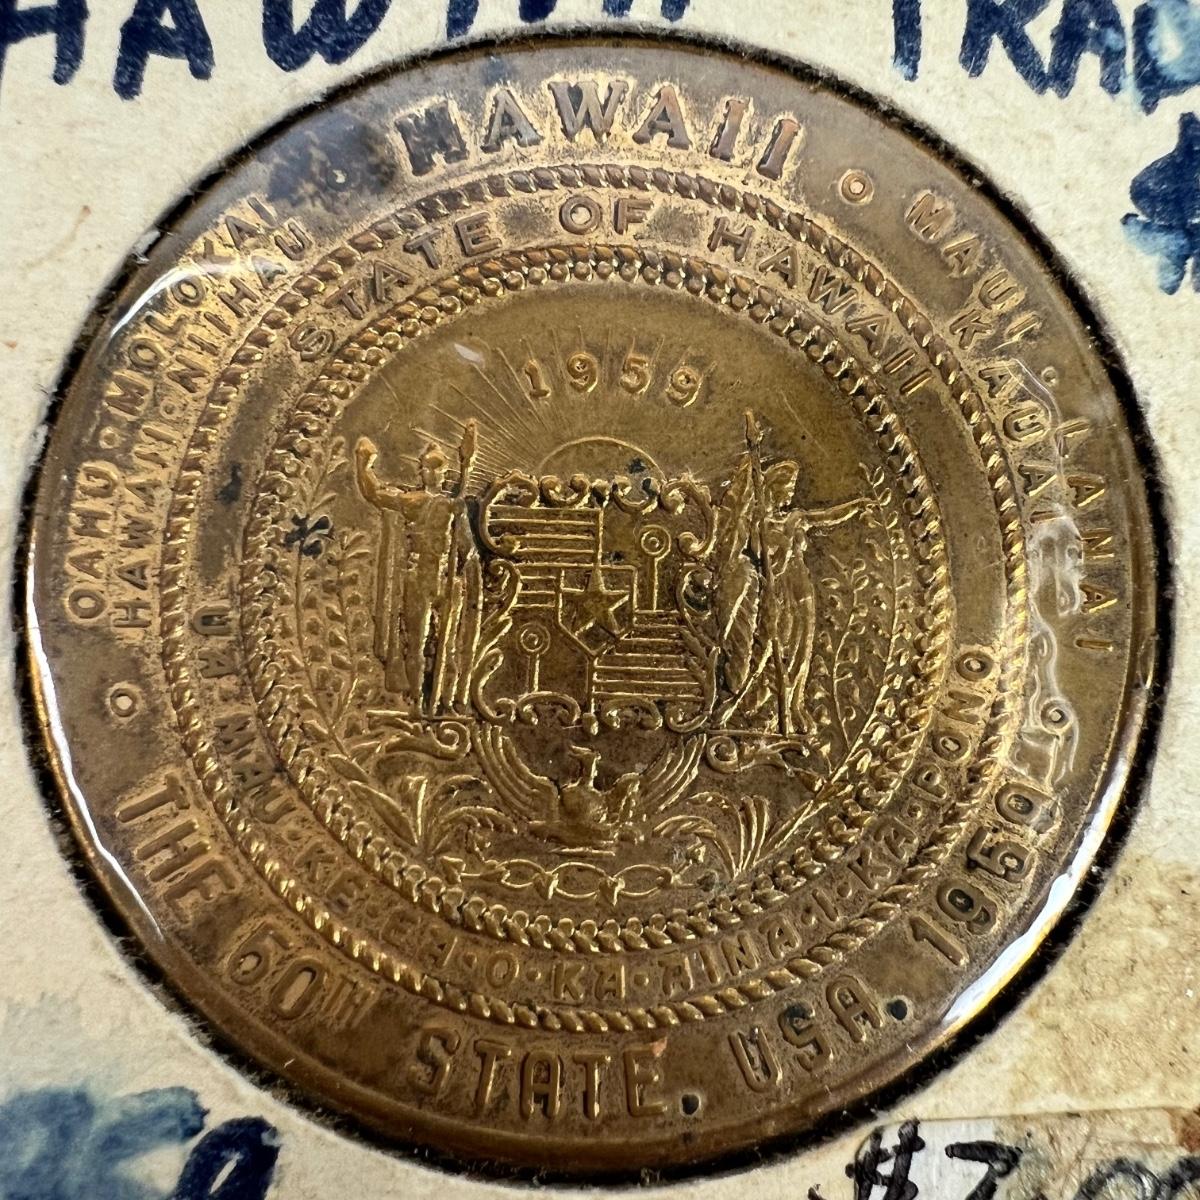 HAWAII TRAD
HAWAII
OAHU • MOLOKAI
HAWAII • NIIHAU
MAUI • LANAI
KAUAI
THE 50TH STATE. USA. 1959
STATE OF HAWAII
UA • MAU • KE • EA • O • KA • AINA • I • KA • PONO
1959